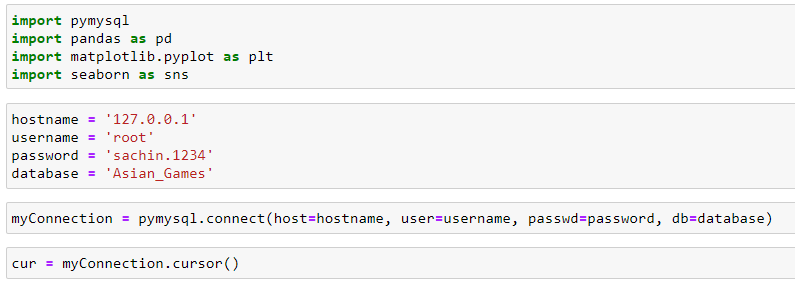 import pymysql
import pandas as pd
import matplotlib.pyplot as plt
import seaborn as sns
hostname = '127.0.0.1'
username = 'root'
password = 'sachin.1234'
database = 'Asian_Games'
myConnection = pymysql.connect(host=hostname, user=username, passwd=password, db=database)
cur = myConnection.cursor()